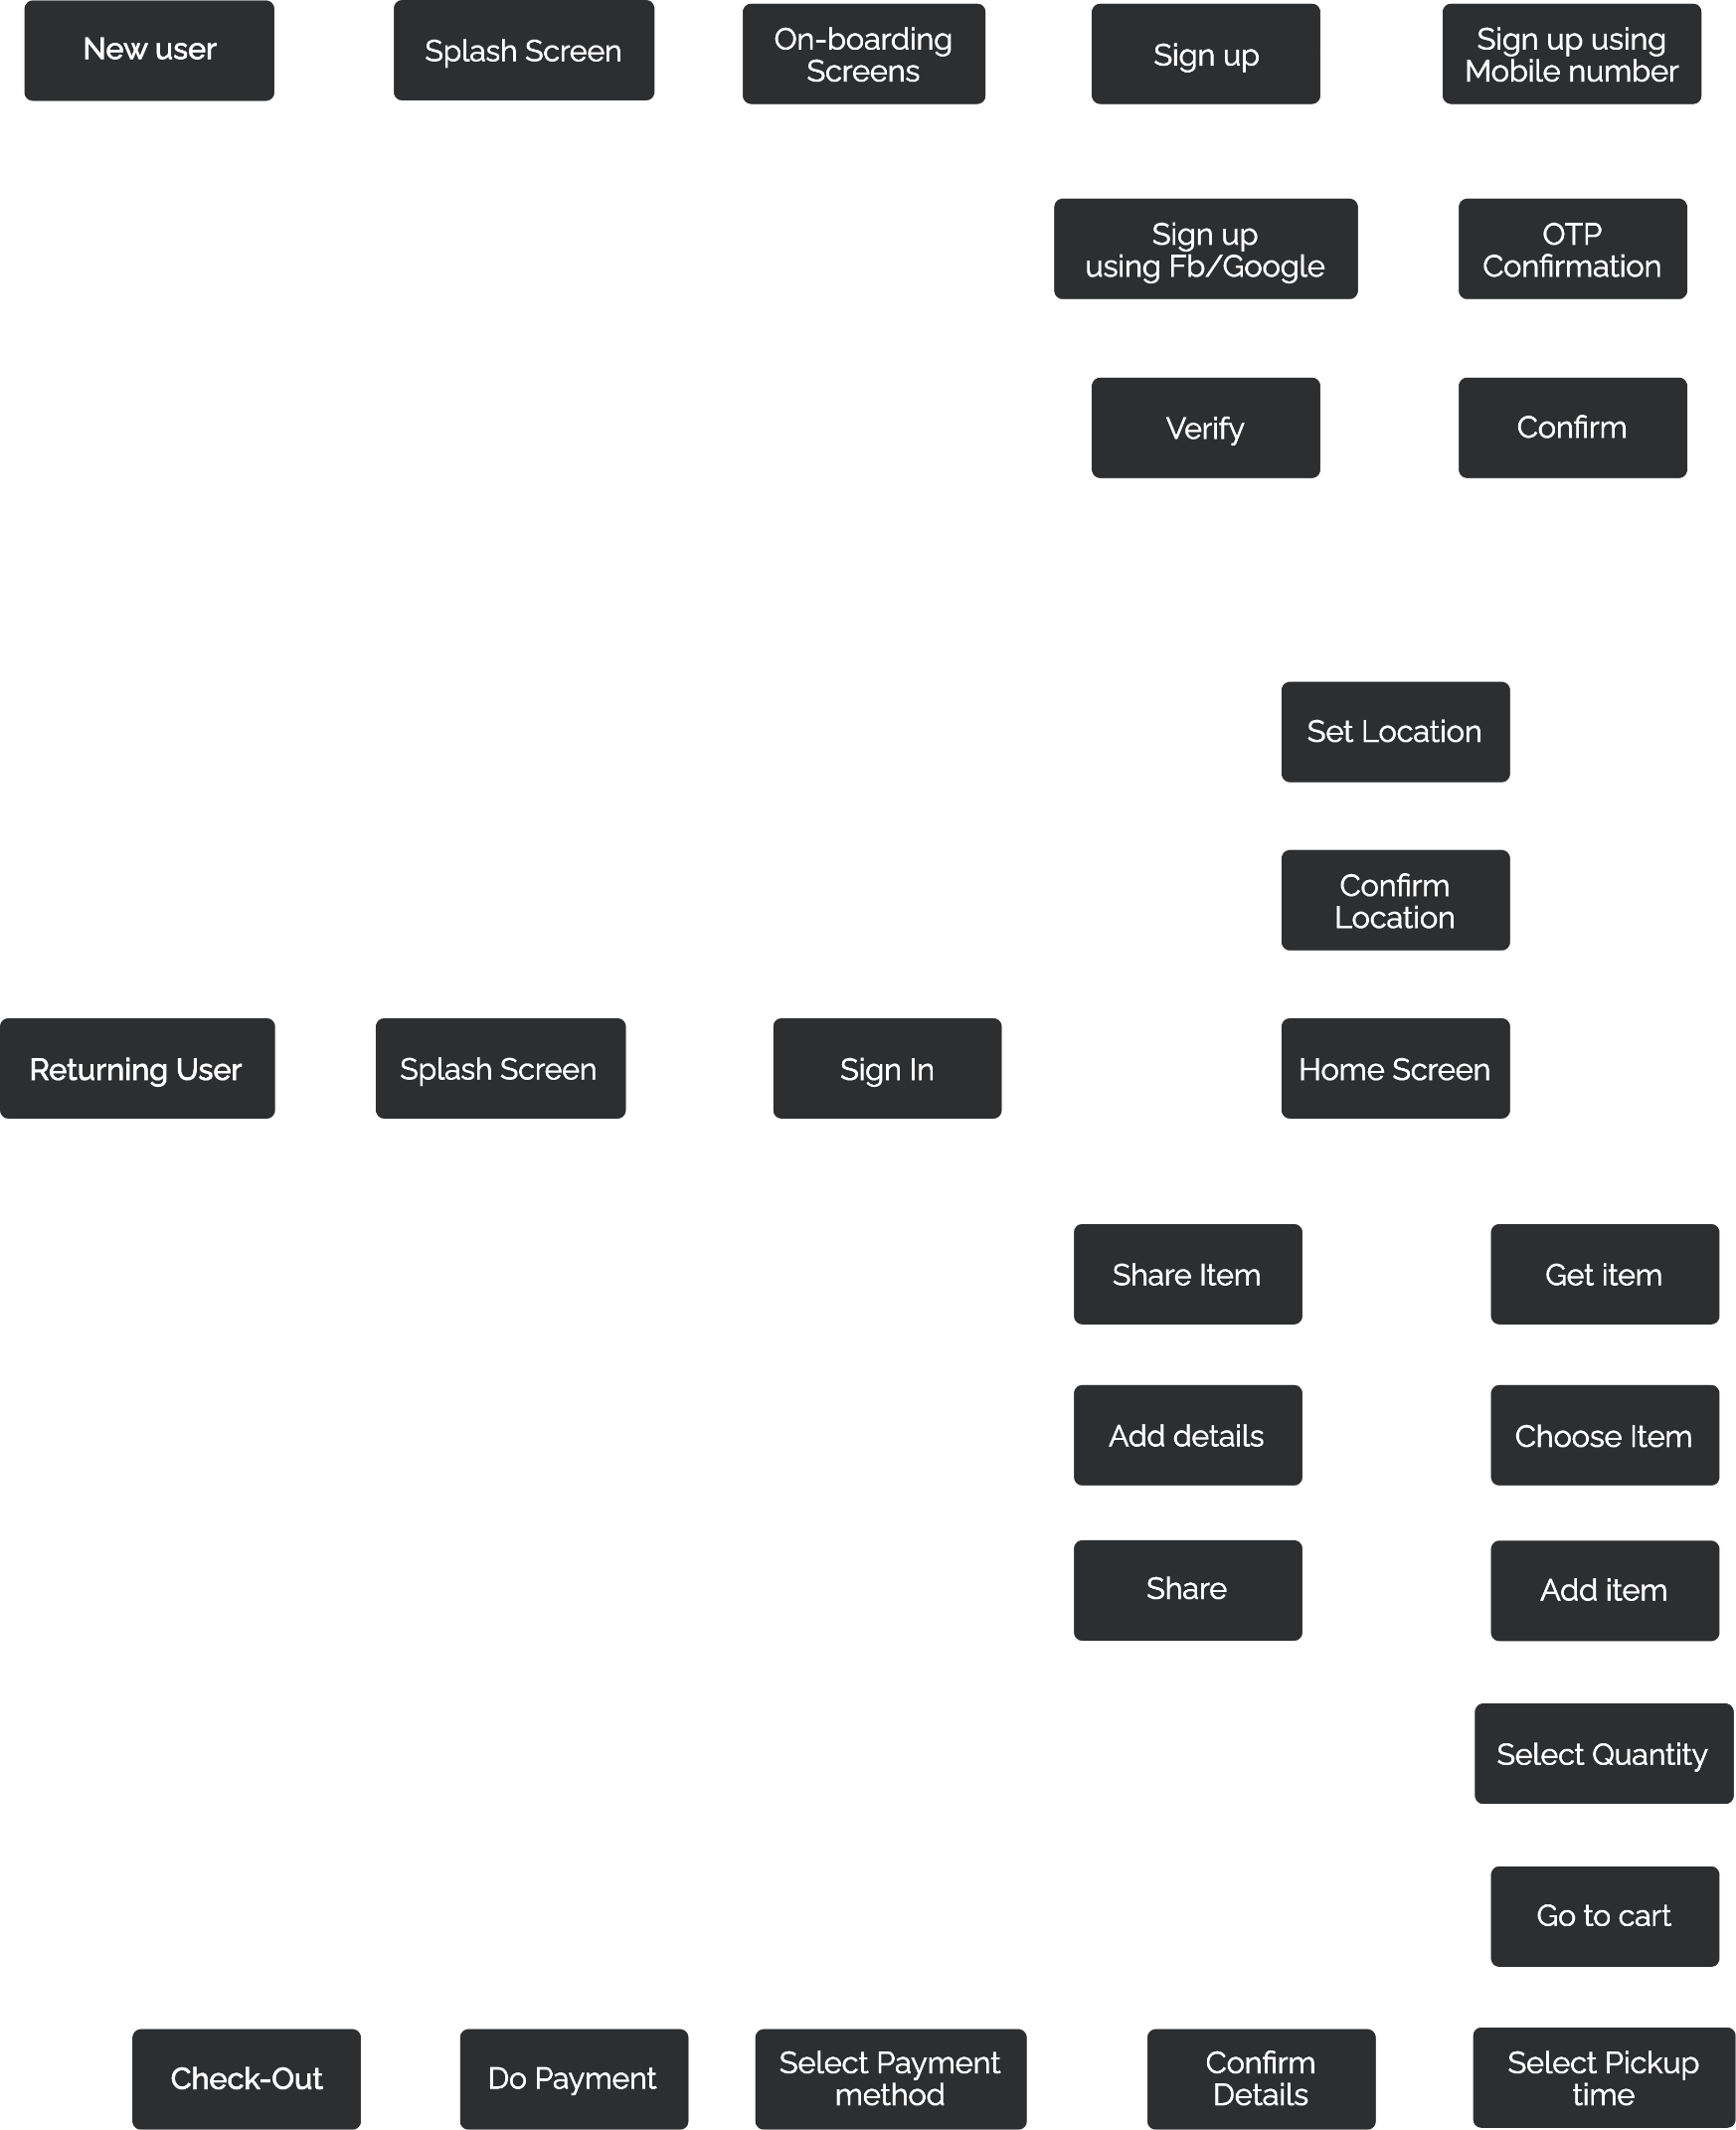 New user
Splash Screen
On-boarding
Screens
Sign up
Sign up using
Mobile number
Sign up
using Fb/Google
OTP
Confirmation
Verify
Confirm
Set Location
Confirm
Location
Returning User
Splash Screen
Sign In
Home Screen
Share Item
Get item
Add details
Choose Item
Share
Add item
Select Quantity
Go to cart
Check-Out
Do Payment
Select Payment
method
Confirm
Details
Select Pickup
time